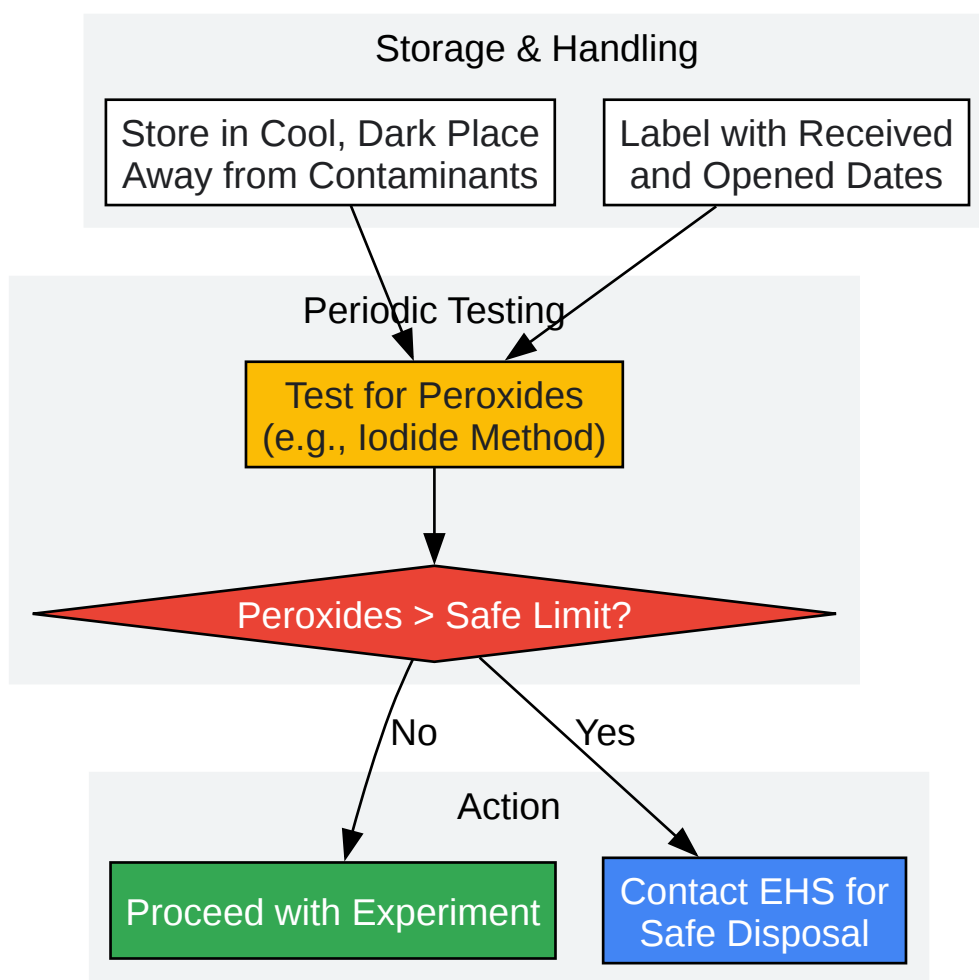 Storage & Handling
Store in Cool, Dark Place
Away from Contaminants
Label with Received
and Opened Dates
Periodic Testing
Test for Peroxides
(e.g., Iodide Method)
Peroxides > Safe Limit?
No
Yes
Action
Proceed with Experiment
Contact EHS for
Safe Disposal